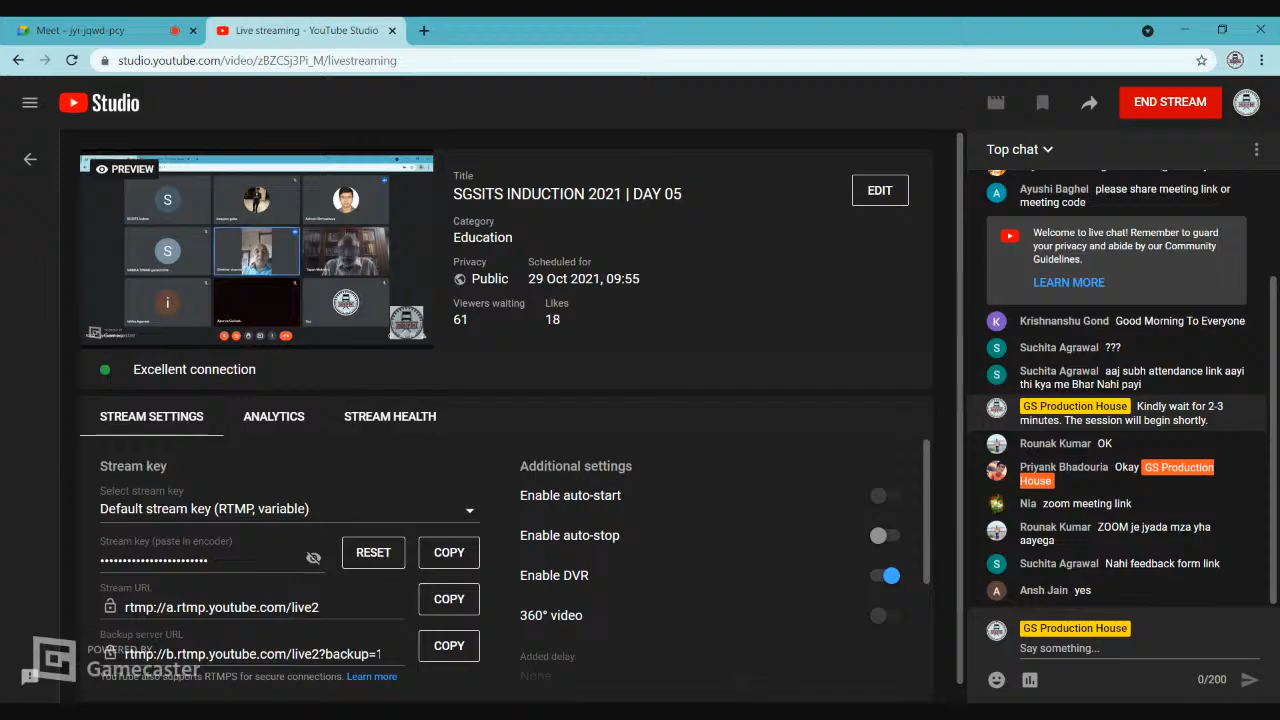 Meet - jyi-jqwd-pcy
Live streaming - YouTube Studio
studio.youtube.com/video/zBZCSj3Pi_M/livestreaming
Studio
END STREAM
PREVIEW
Title
SGSITS INDUCTION 2021 | DAY 05
EDIT
Category
Education
Privacy
Public
Scheduled for
29 Oct 2021, 09:55
Viewers waiting
61
Likes
18
Excellent connection
STREAM SETTINGS
ANALYTICS
STREAM HEALTH
Stream key
Select stream key
Default stream key (RTMP, variable)
Stream key (paste in encoder)
RESET
COPY
Stream URL
rtmp://a.rtmp.youtube.com/live2
COPY
Backup server URL
rtmp://b.rtmp.youtube.com/live2?backup=1
COPY
YouTube also supports RTMPS for secure connections. Learn more
POWERED BY
Gamecaster
Additional settings
Enable auto-start
Enable auto-stop
Enable DVR
360° video
Added delay
None
Top chat
Ayushi Baghel please share meeting link or
meeting code
Welcome to live chat! Remember to guard
your privacy and abide by our Community
Guidelines.
LEARN MORE
Krishnanshu Gond Good Morning To Everyone
Suchita Agrawal ???
Suchita Agrawal aaj subh attendance link aayi
thi kya me Bhar Nahi payi
GS Production House Kindly wait for 2-3
minutes. The session will begin shortly.
Rounak Kumar OK
Priyank Bhadouria Okay GS Production
House
Nia zoom meeting link
Rounak Kumar ZOOM je jyada mza yha
aayega
Suchita Agrawal Nahi feedback form link
Ansh Jain yes
GS Production House
Say something...
0/200